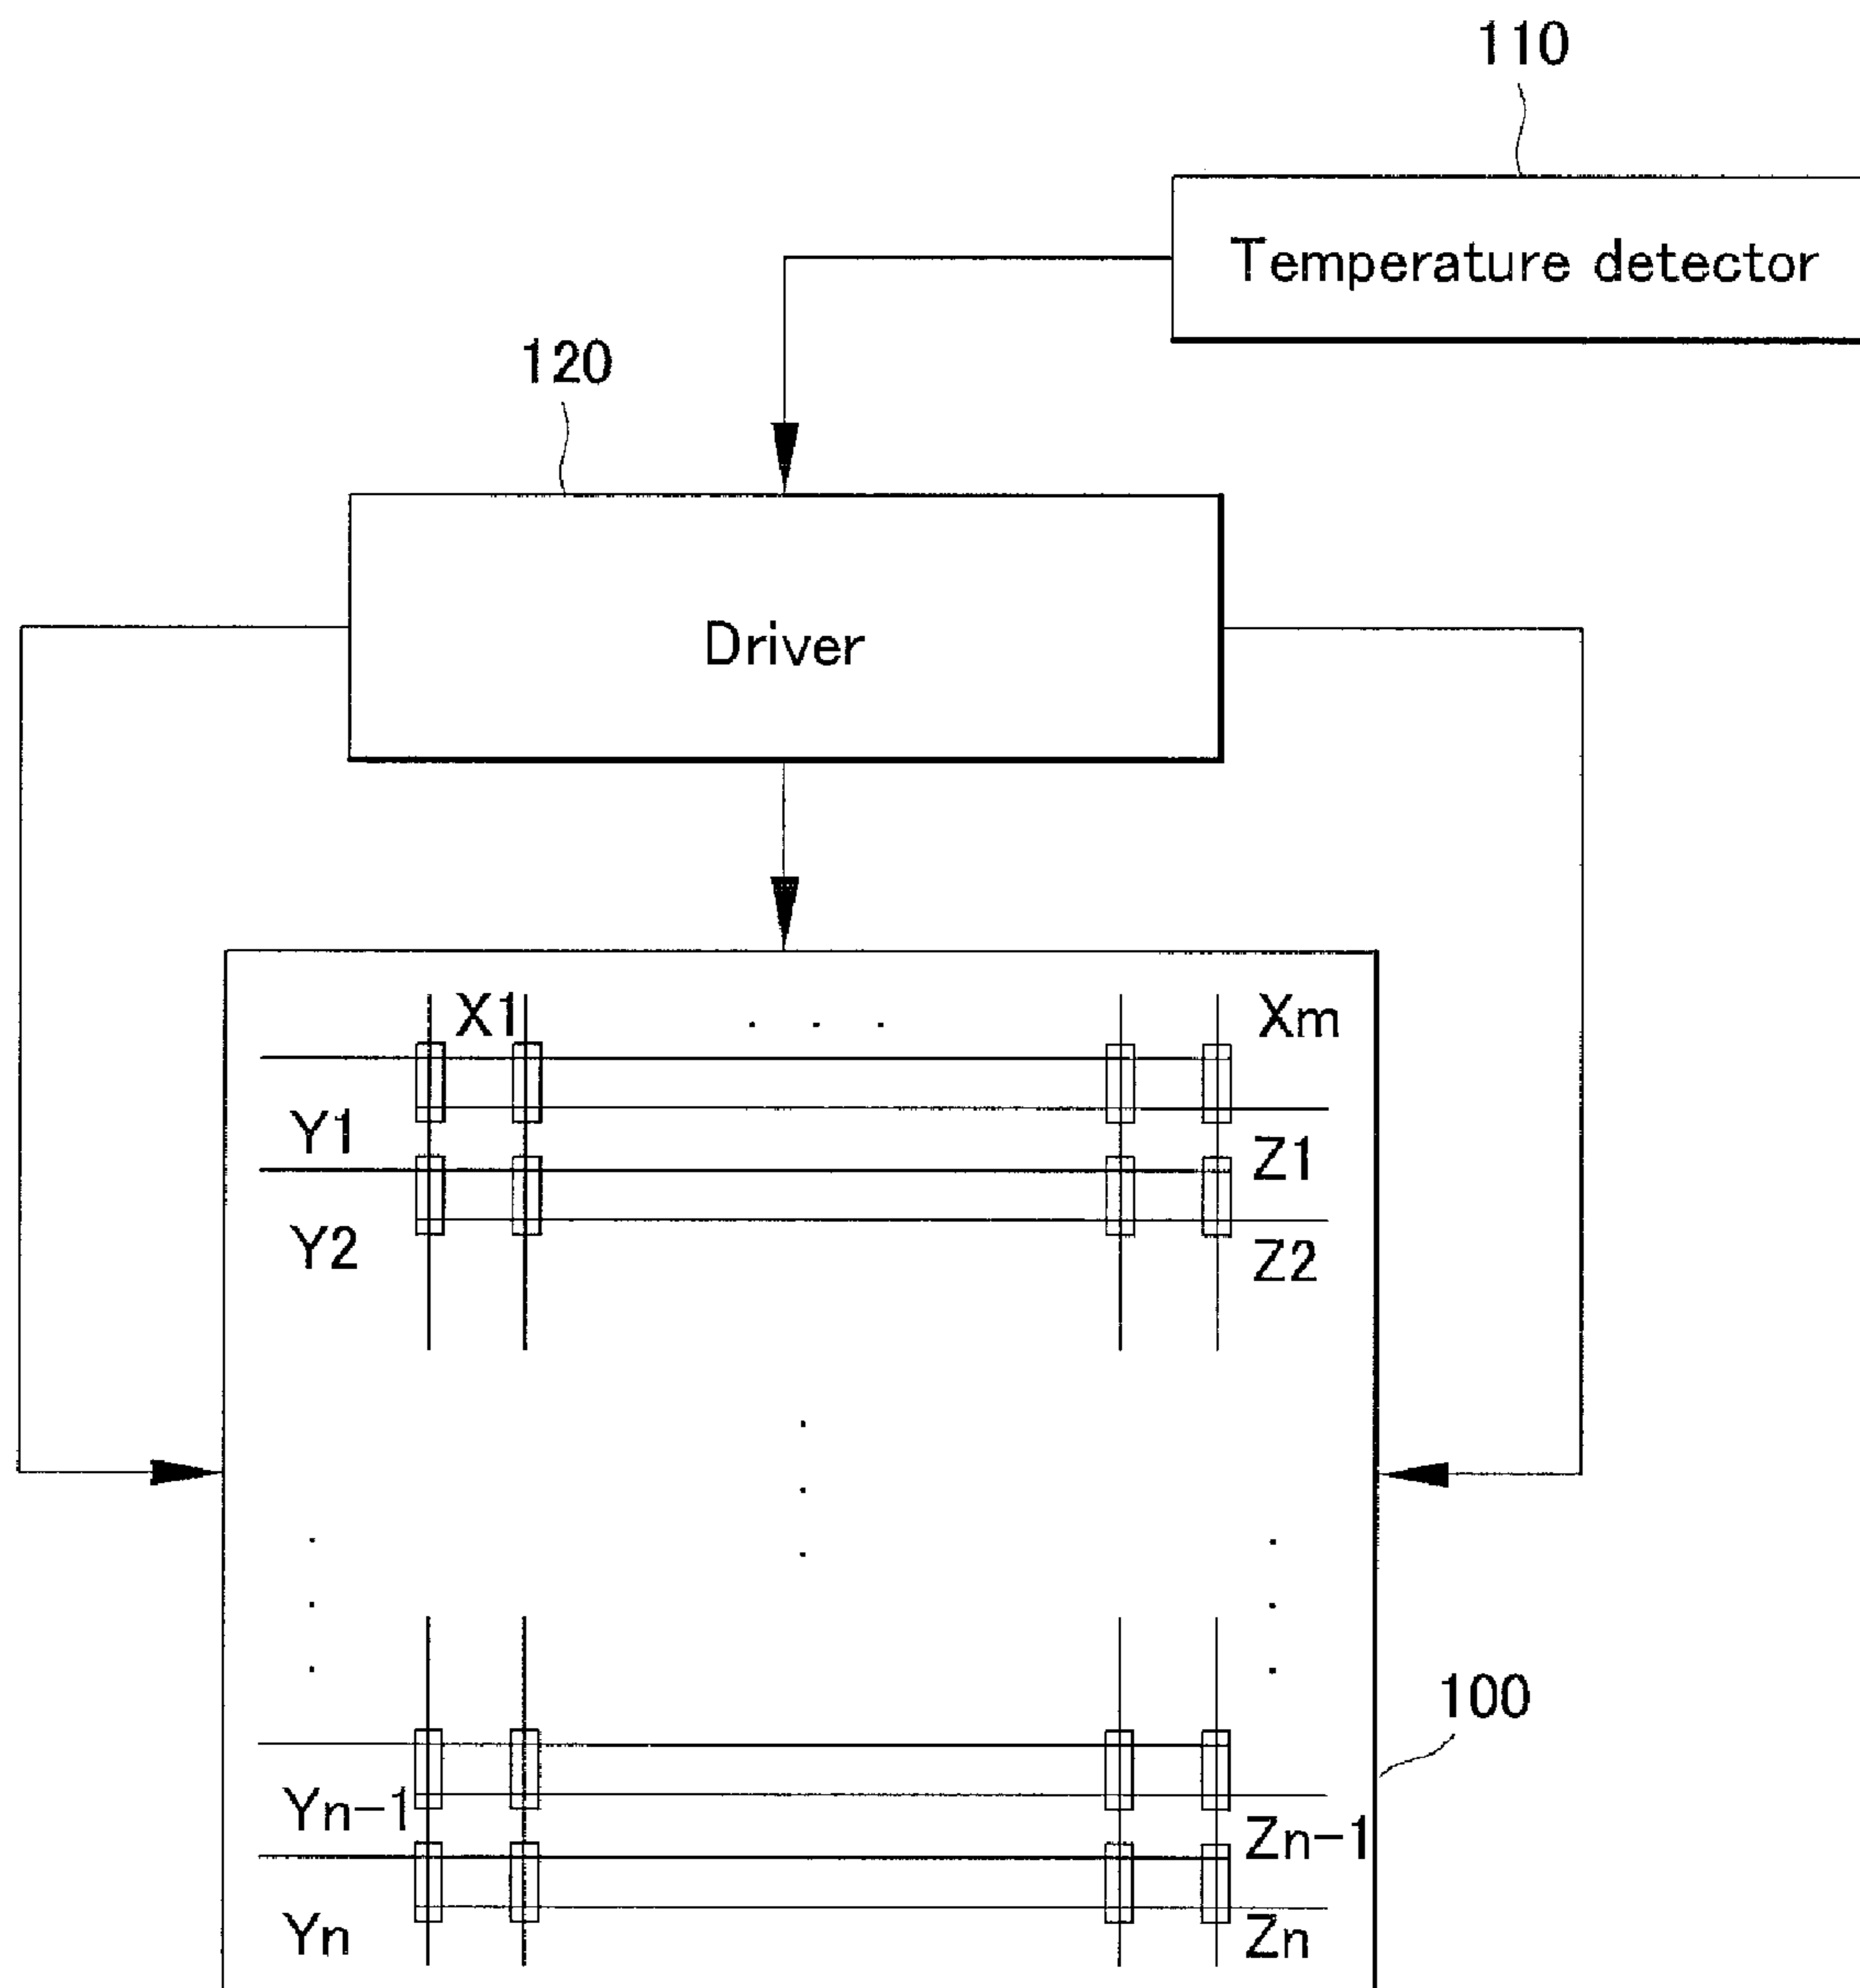 110
Temperature detector
120
Driver
X1 . . . Xm
Y1
Z1
Y2
Z2
100
Yn-1
Zn-1
Yn
Zn